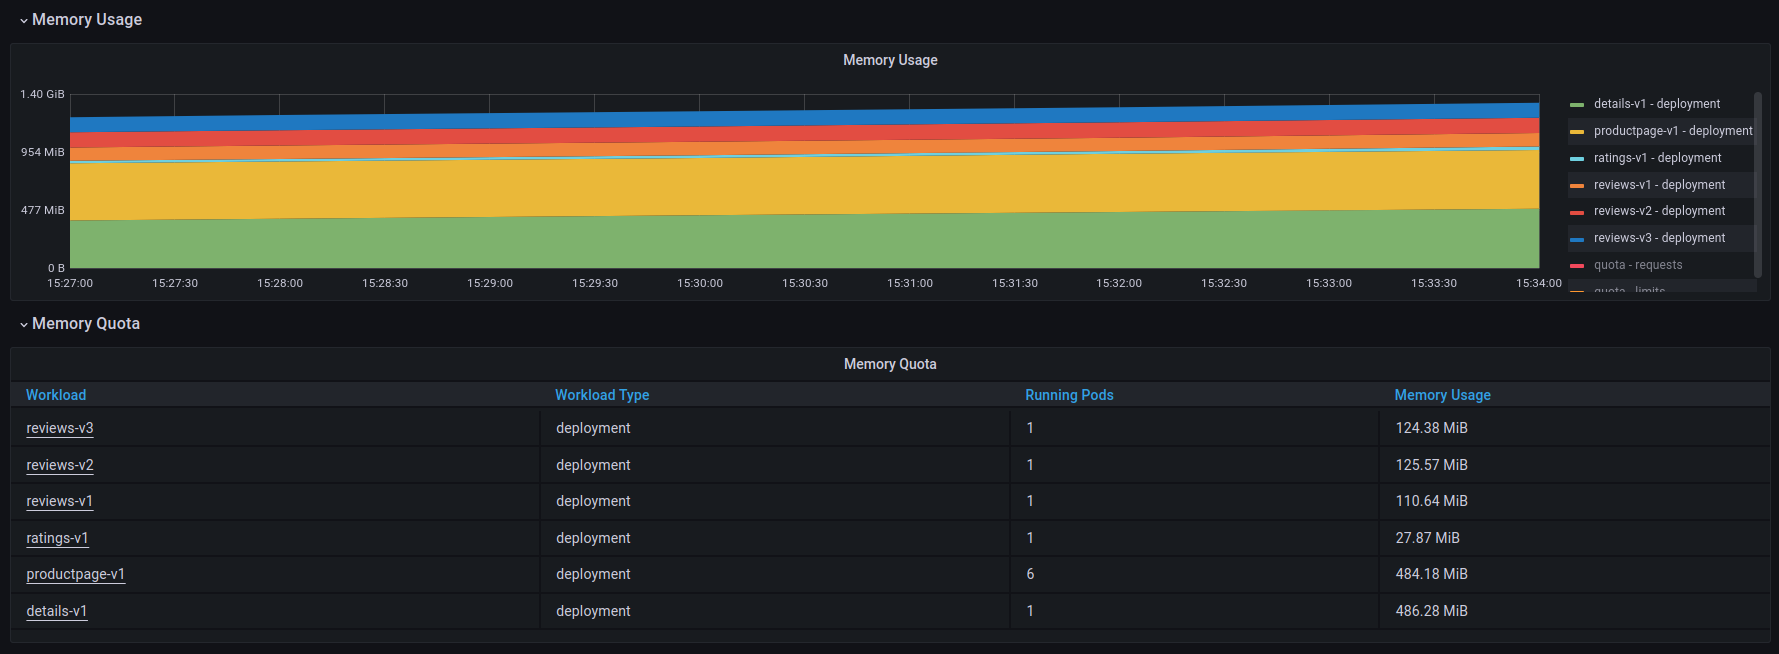 Memory Usage
Memory Usage
1.40 GiB
954 MiB
477 MiB
0 B
15:27:00 15:27:30 15:28:00 15:28:30 15:29:00 15:29:30 15:30:00 15:30:30 15:31:00 15:31:30 15:32:00 15:32:30 15:33:00 15:33:30 15:34:00
details-v1 - deployment
productpage-v1 - deployment
ratings-v1 - deployment
reviews-v1 - deployment
reviews-v2 - deployment
reviews-v3 - deployment
quota - requests
quota - limits
Memory Quota
Memory Quota
Workload Workload Type Running Pods Memory Usage
reviews-v3 deployment 1 124.38 MiB
reviews-v2 deployment 1 125.57 MiB
reviews-v1 deployment 1 110.64 MiB
ratings-v1 deployment 1 27.87 MiB
productpage-v1 deployment 6 484.18 MiB
details-v1 deployment 1 486.28 MiB